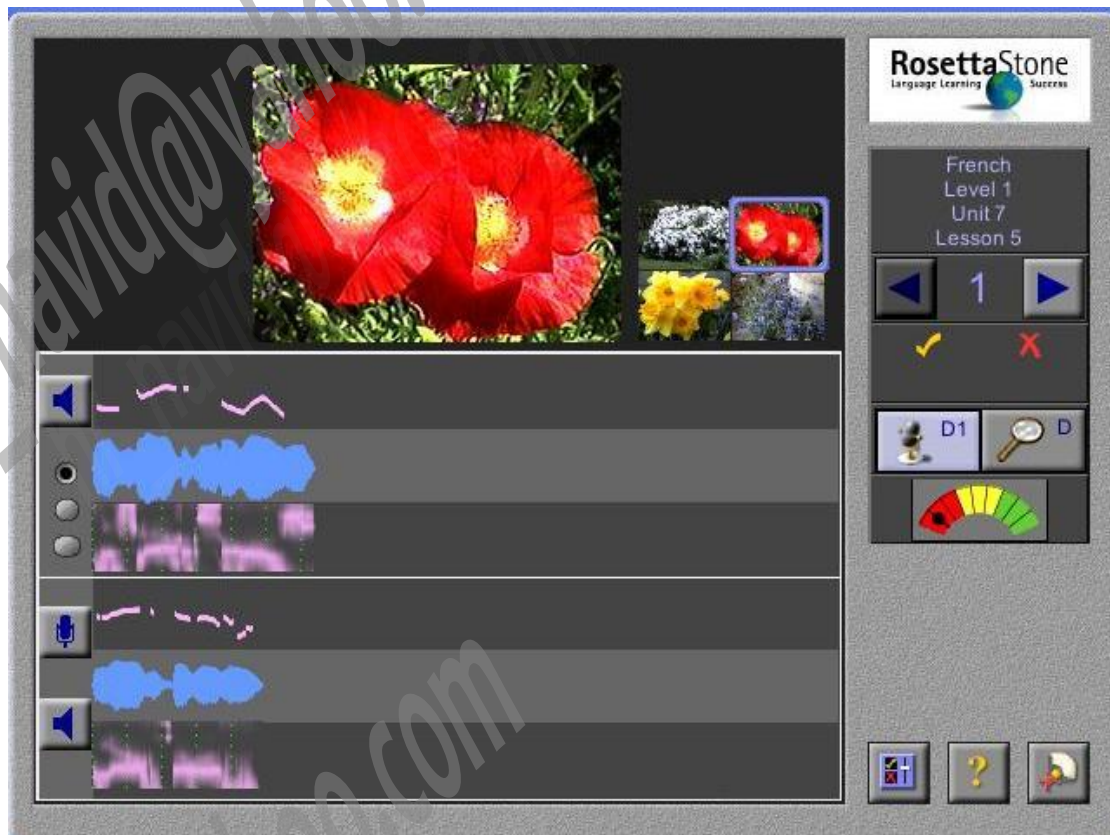 RosettaStone
Language Learning Success
French
Level 1
Unit 7
Lesson 5
1
D1
D
?